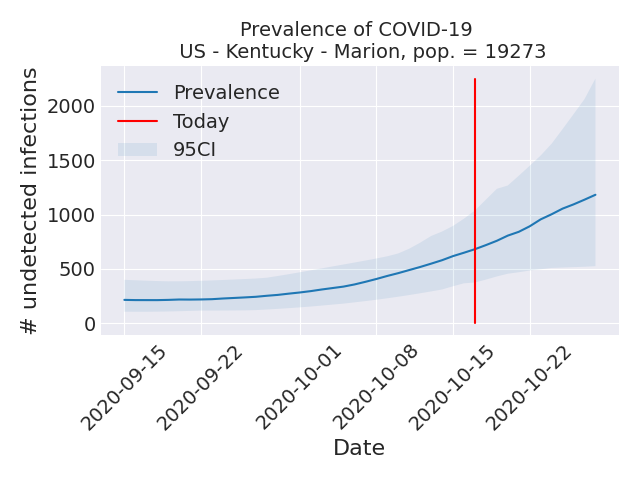 Prevalence of COVID-19
US - Kentucky - Marion, pop. = 19273
# undetected infections
2000
1500
1000
500
0
Prevalence
Today
95CI
2020-09-15
2020-09-22
2020-10-01
2020-10-08
2020-10-15
2020-10-22
Date